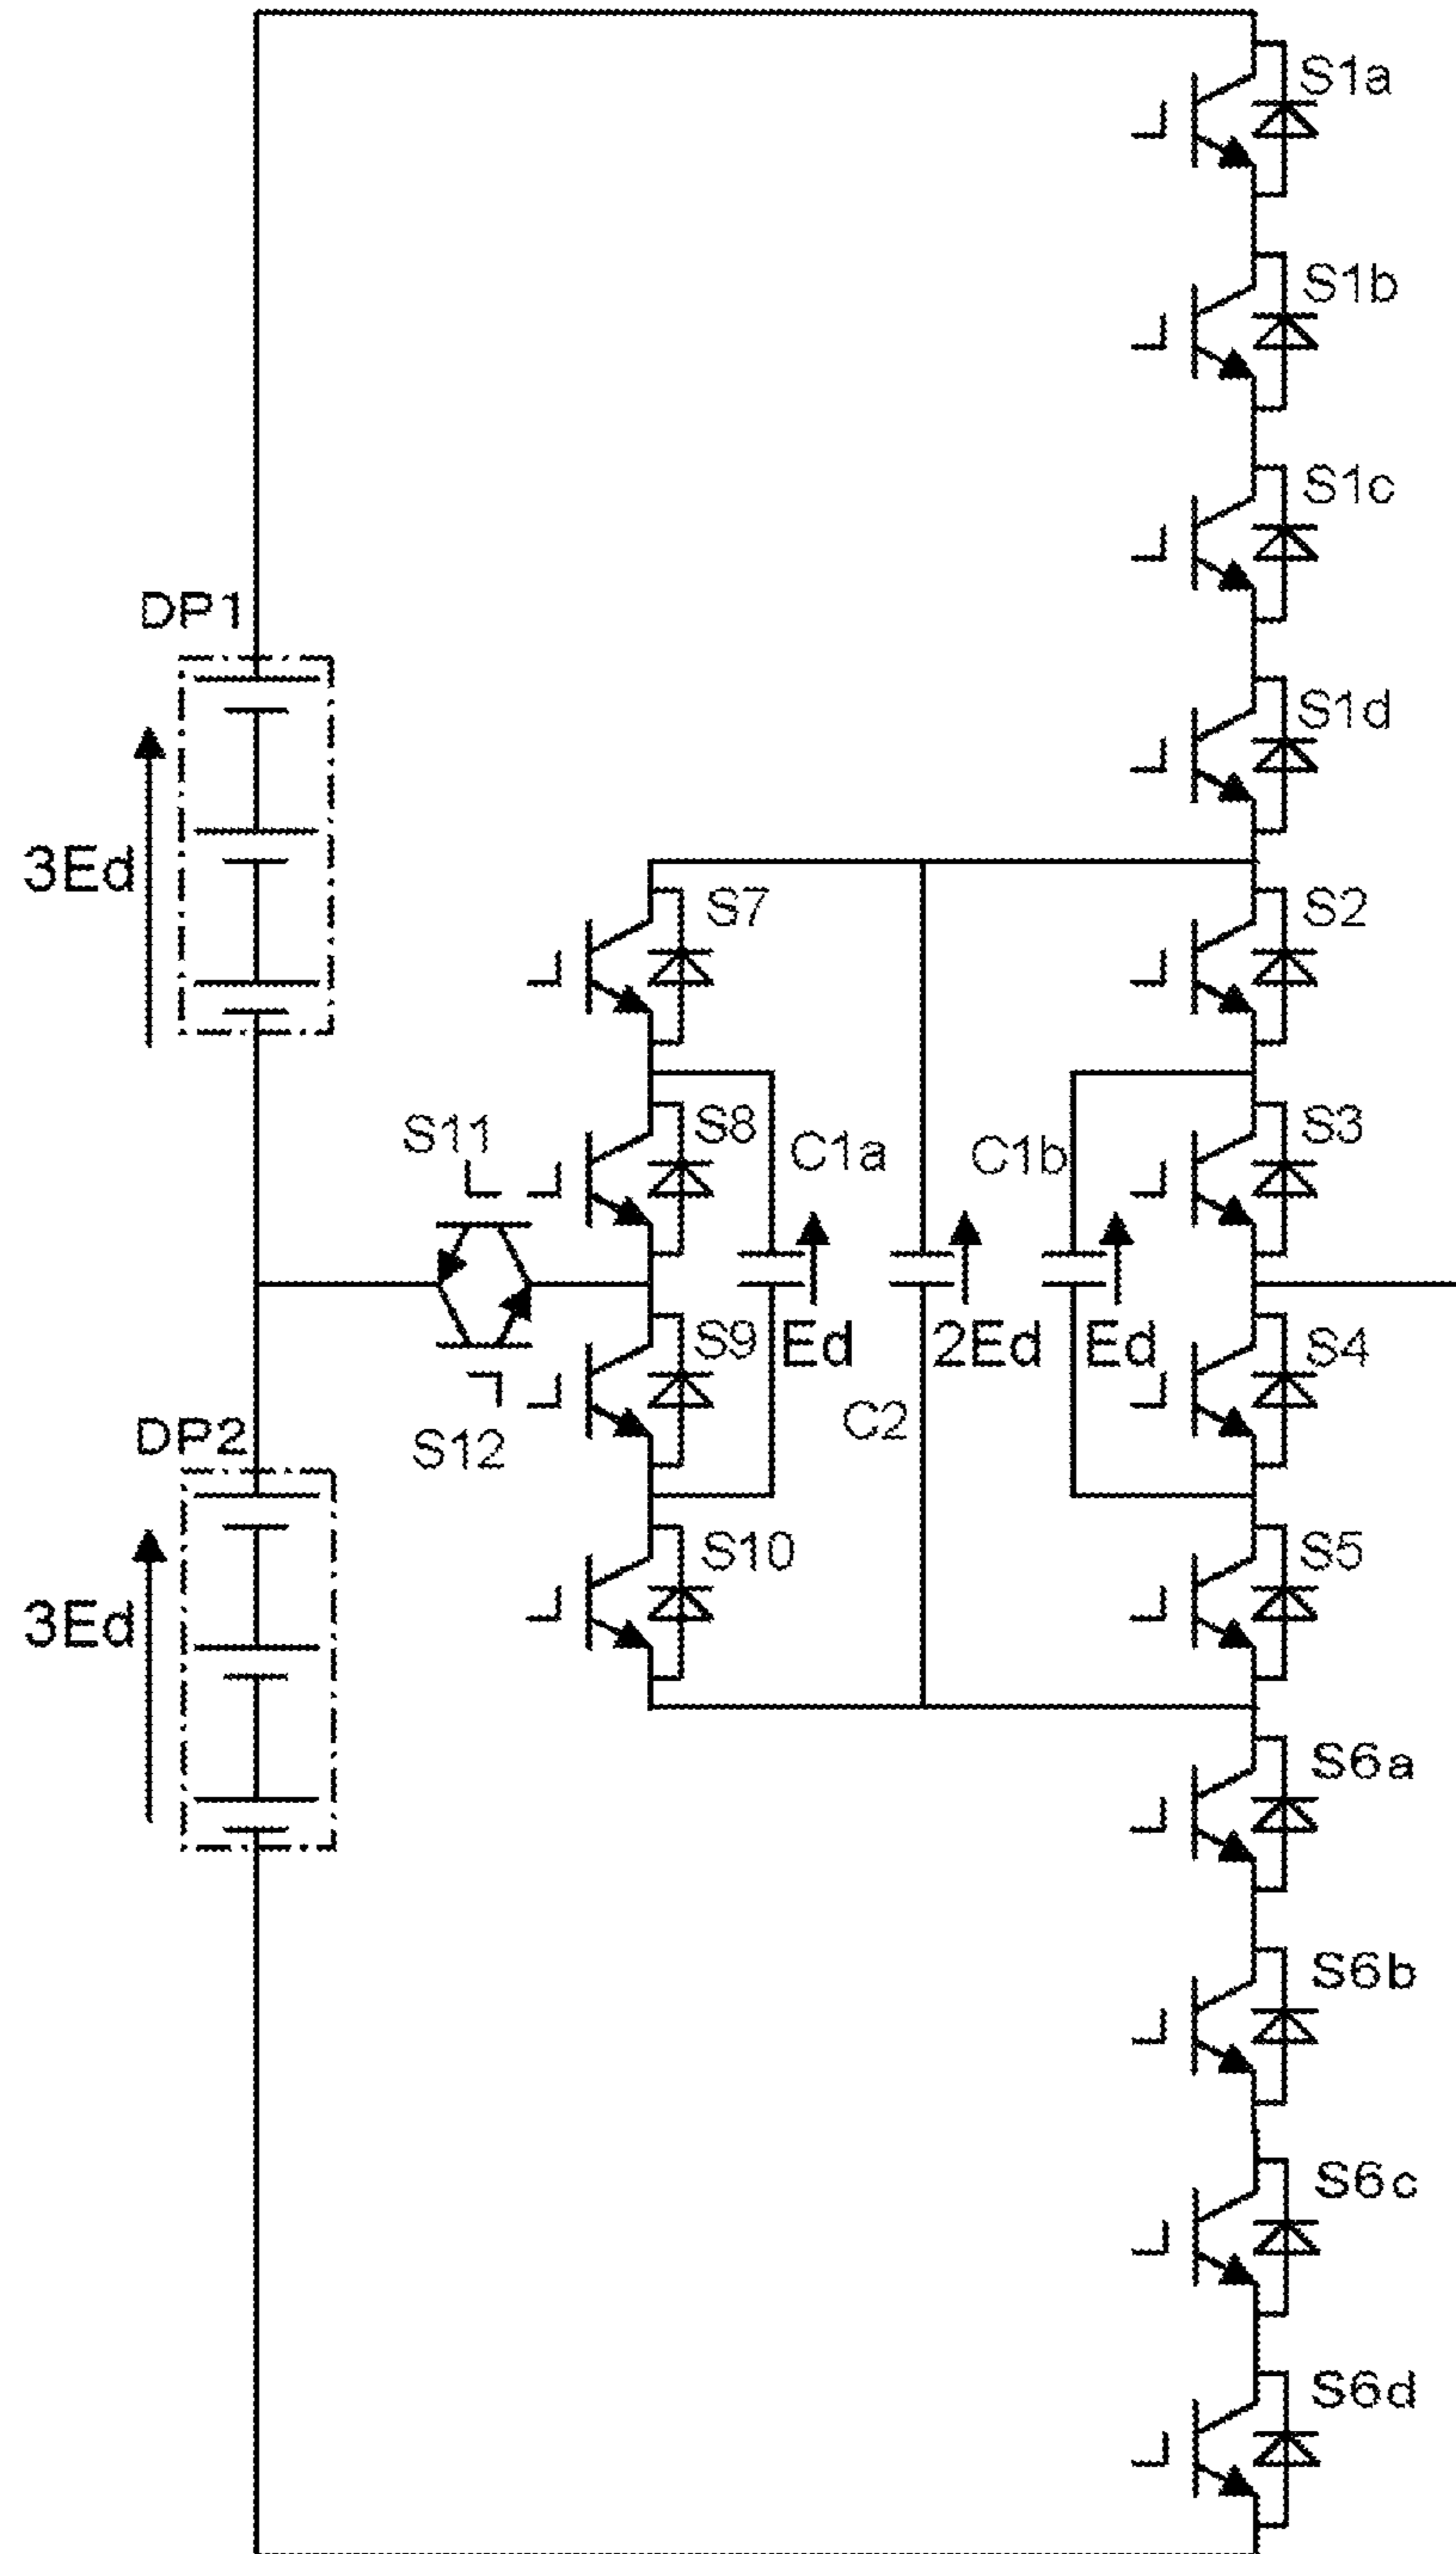 S1a
S1b
S1c
DP1
S1d
3Ed
S7
S2
S11
S8
C1a
C1b
S3
S9
Ed
2Ed
Ed
S4
DP2
S12
C2
S10
S5
3Ed
S6a
S6b
S6c
S6d